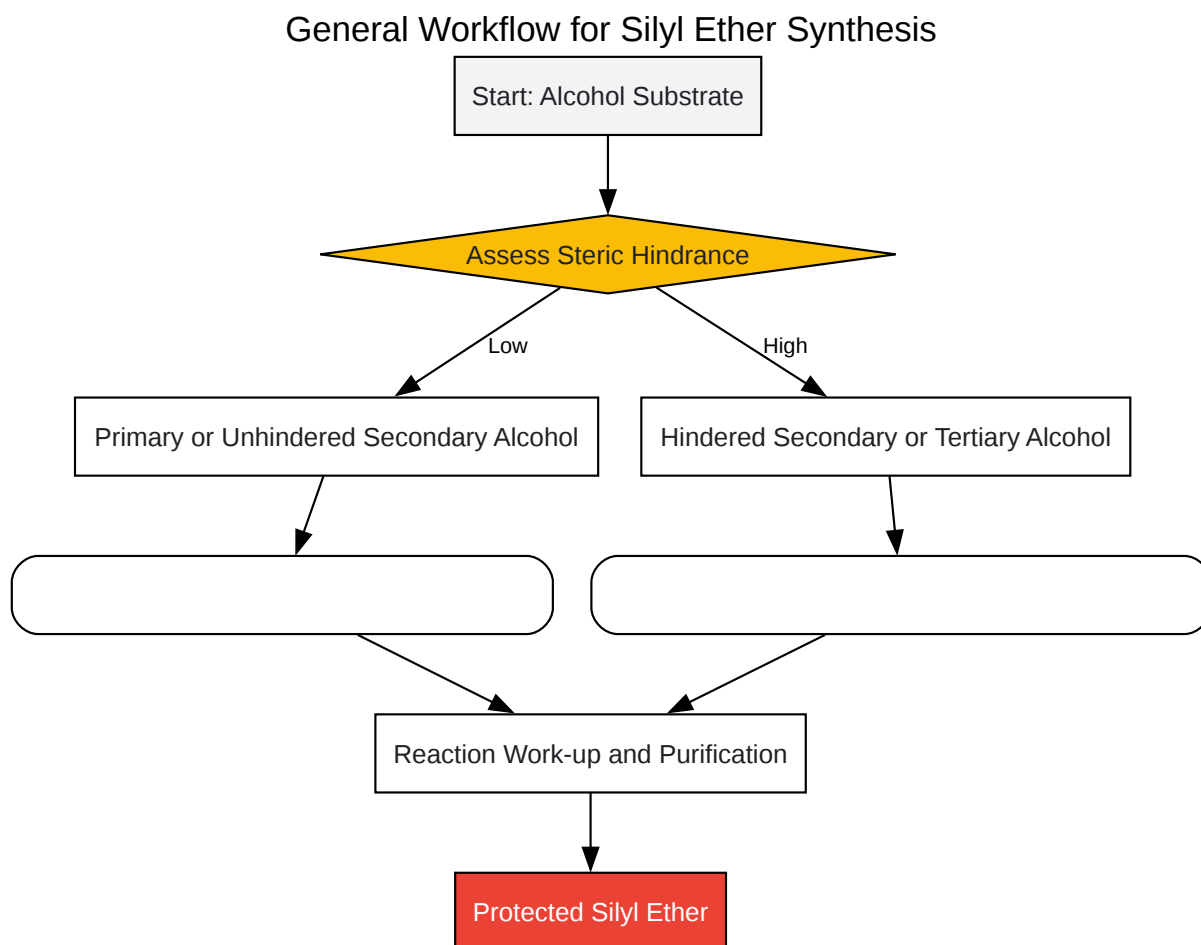 General Workflow for Silyl Ether Synthesis
Start: Alcohol Substrate
Assess Steric Hindrance
Low
High
Primary or Unhindered Secondary Alcohol
Hindered Secondary or Tertiary Alcohol
Reaction Work-up and Purification
Protected Silyl Ether